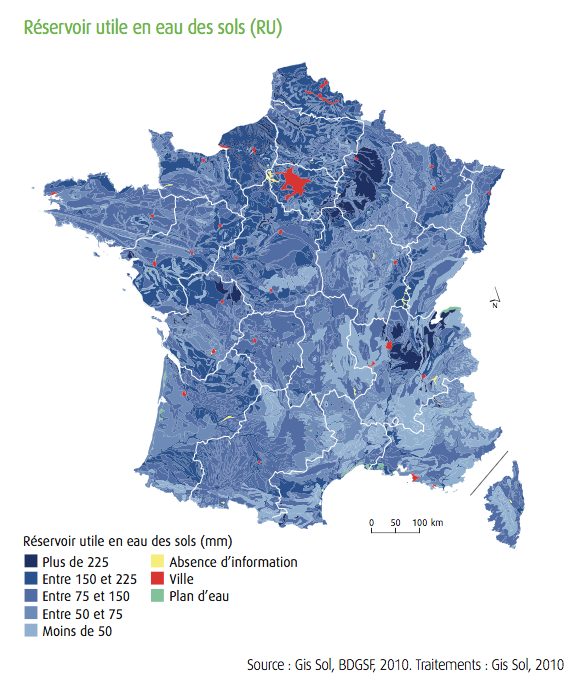 Réservoir utile en eau des sols (RU)
N
0 50 100 km
Réservoir utile en eau des sols (mm)
Plus de 225
Entre 150 et 225
Entre 75 et 150
Entre 50 et 75
Moins de 50
Absence d'information
Ville
Plan d'eau
Source : Gis Sol, BDGSF, 2010. Traitements : Gis Sol, 2010